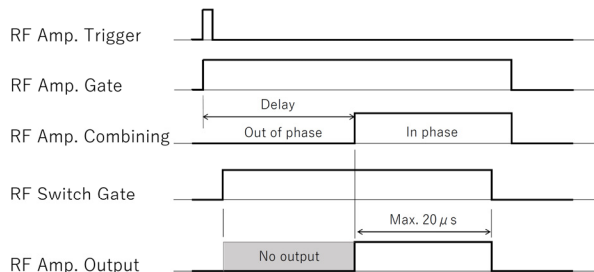 RF Amp. Trigger
RF Amp. Gate
Delay
RF Amp. Combining
Out of phase
In phase
RF Switch Gate
Max. 20 μ s
RF Amp. Output
No output